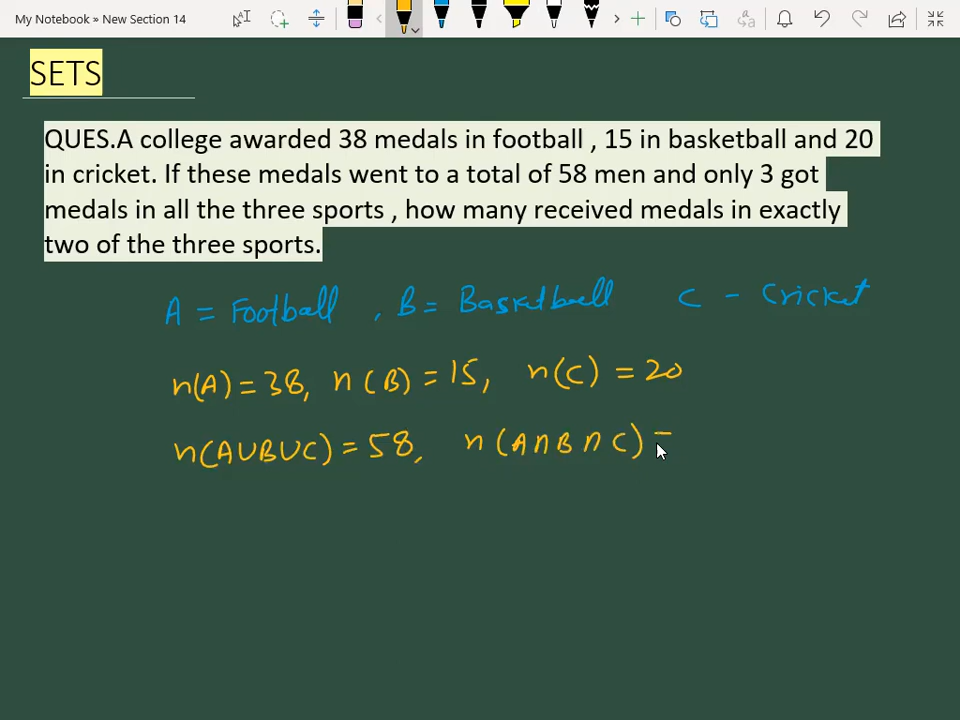 My Notebook » New Section 14
SETS
QUES.A college awarded 38 medals in football , 15 in basketball and 20
in cricket. If these medals went to a total of 58 men and only 3 got
medals in all the three sports , how many received medals in exactly
two of the three sports.
A = Football , B = Basketball C - Cricket
n(A) = 38, n(B) = 15, n(C) = 20
n(A∪B∪C) = 58, n(A∩B∩C) =